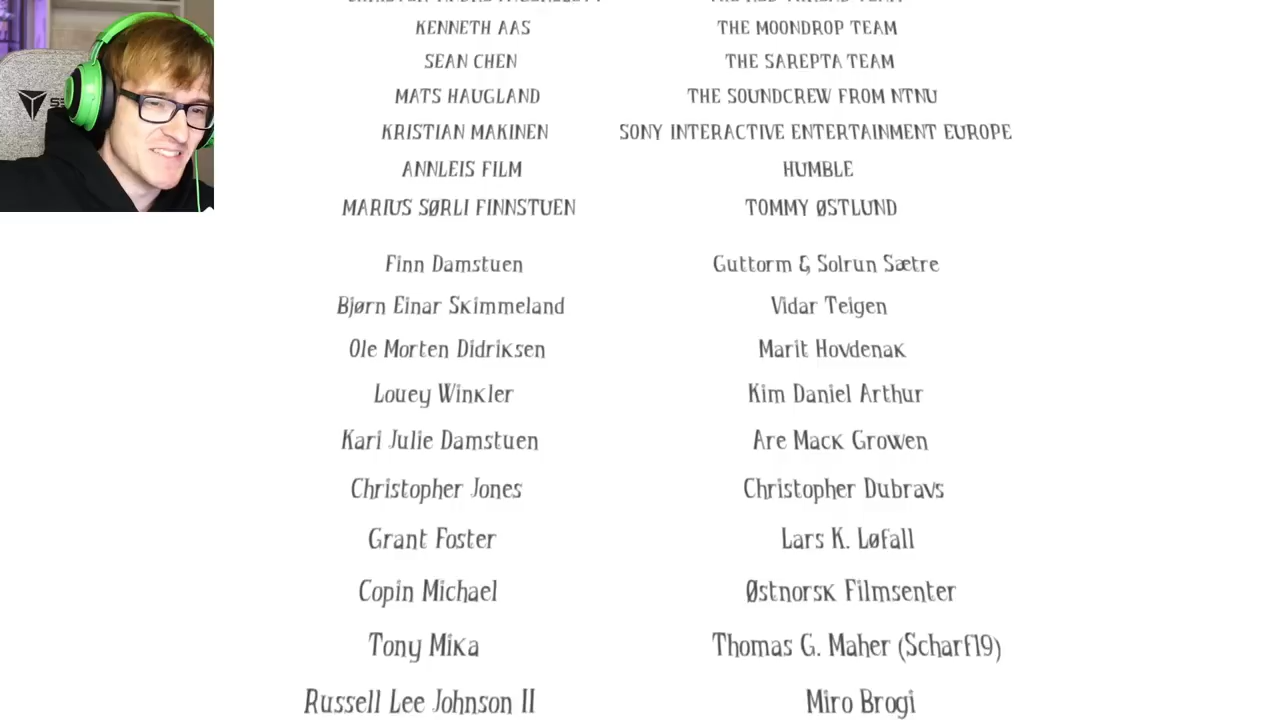 KENNETH AAS THE MOONDROP TEAM
SEAN CHEN THE SAREPTA TEAM
MATS HAUGLAND THE SOUNDCREW FROM NTNU
KRISTIAN MAKINEN SONY INTERACTIVE ENTERTAINMENT EUROPE
ANNLEIS FILM HUMBLE
MARIUS SØRLI FINNSTUEN TOMMY ØSTLUND
Finn Damstuen Guttorm & Solrun Sætre
Bjørn Einar Skimmeland Vidar Teigen
Ole Morten Didriksen Marit Hovdenak
Louey Winkler Kim Daniel Arthur
Kari Julie Damstuen Are Mack Growen
Christopher Jones Christopher Dubravs
Grant Foster Lars K. Løfall
Copin Michael Østnorsk Filmsenter
Tony Mika Thomas G. Maher (Scharf19)
Russell Lee Johnson II Miro Brogi